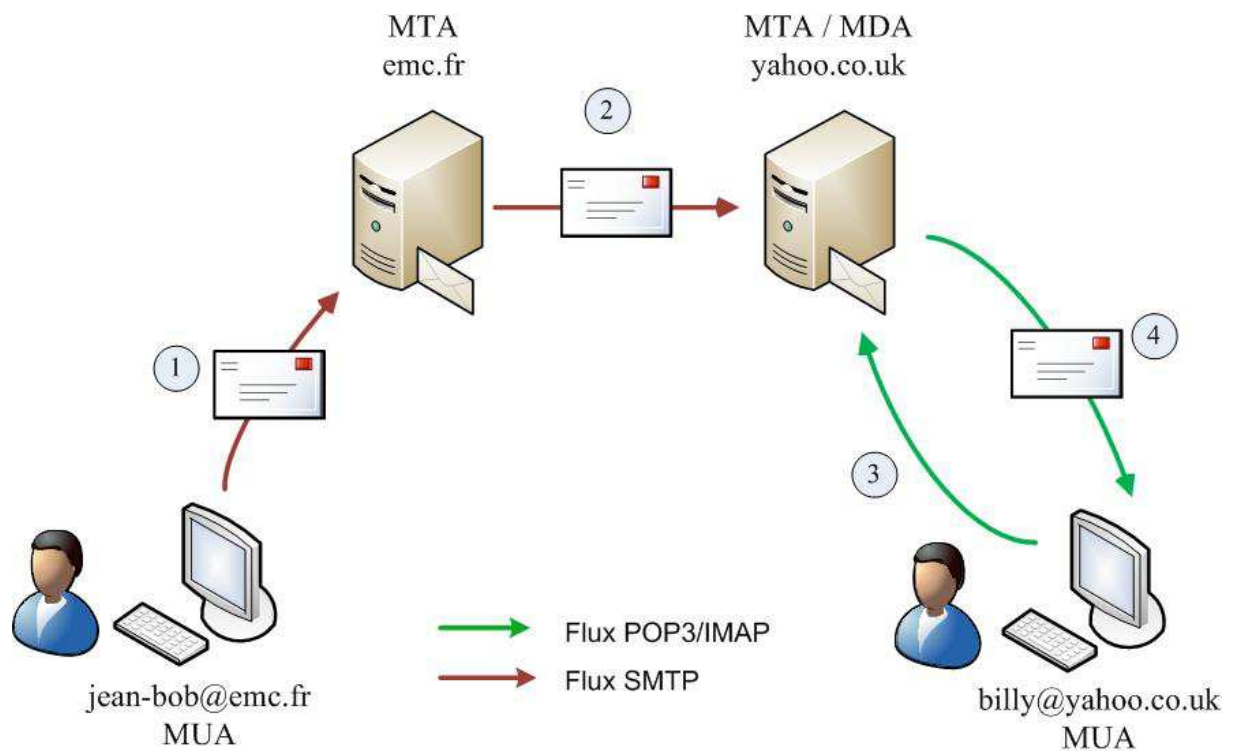 MTA
emc.fr
MTA / MDA
yahoo.co.uk
2
1
4
3
Flux POP3/IMAP
Flux SMTP
jean-bob@emc.fr
MUA
billy@yahoo.co.uk
MUA